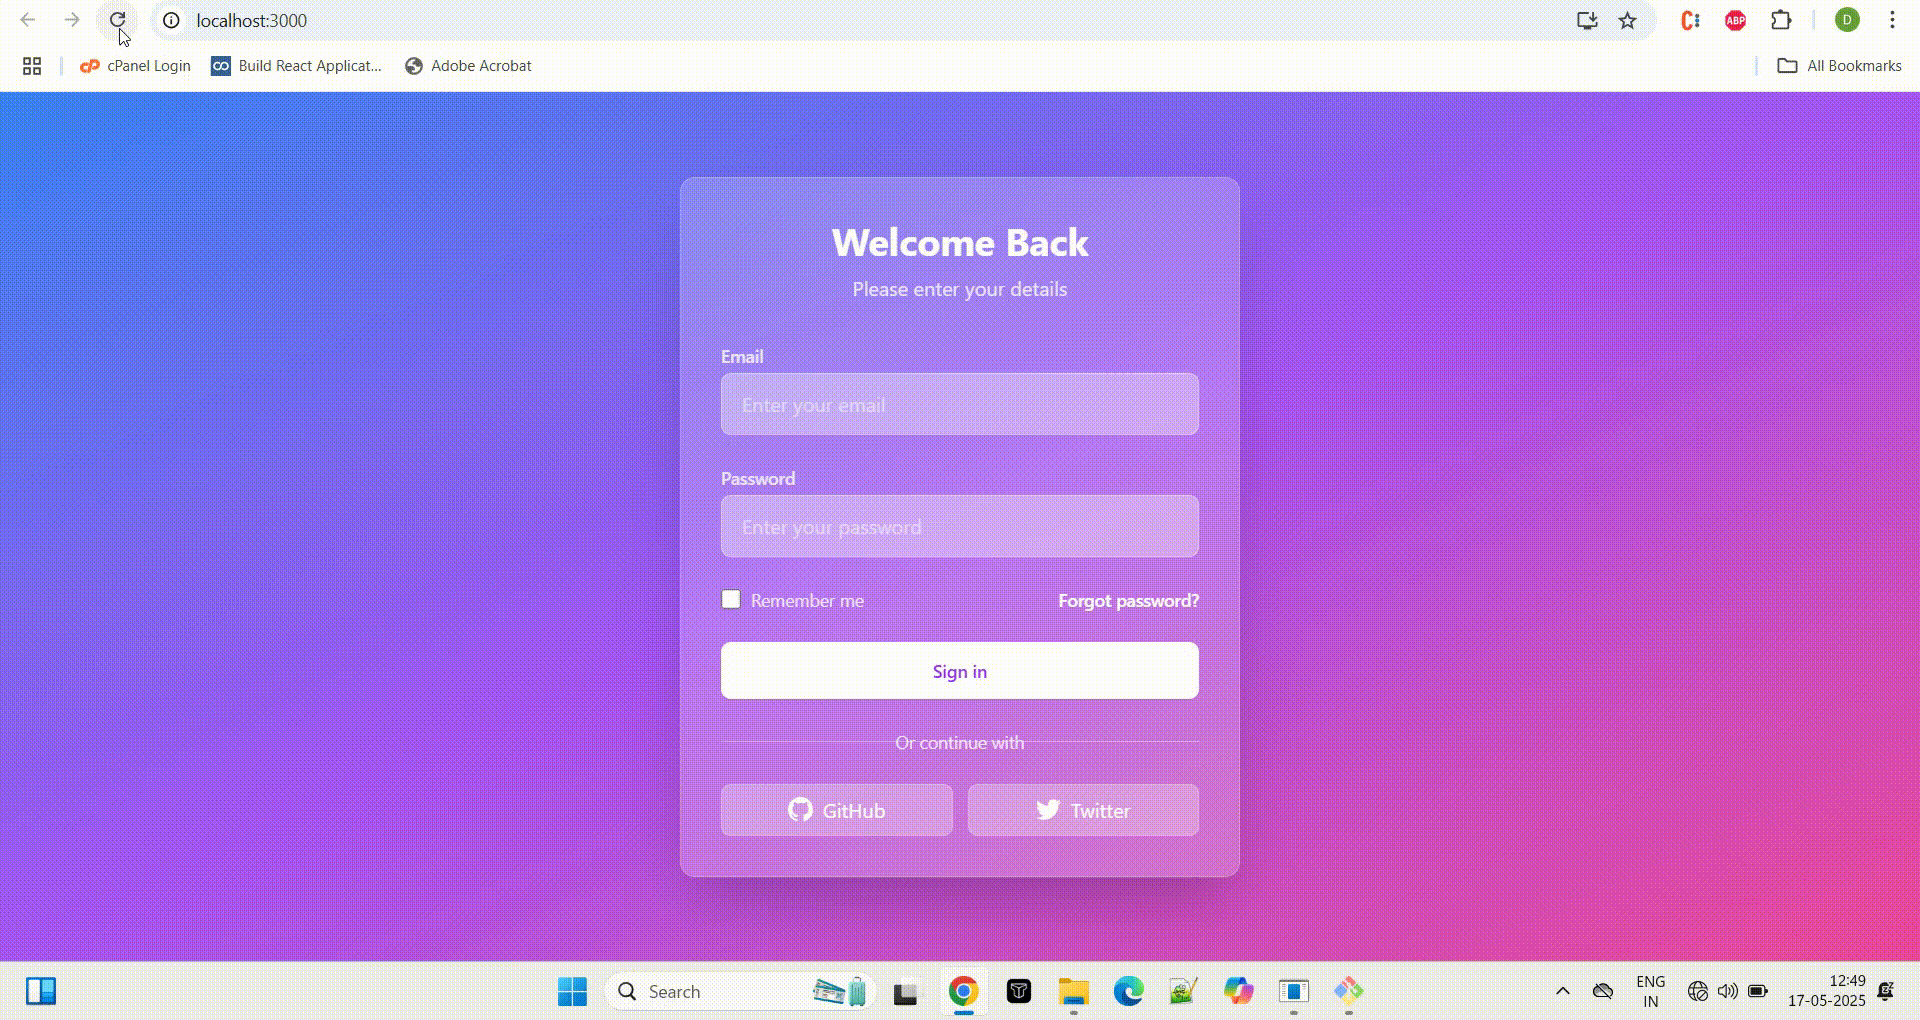 localhost:3000
ABP
D
cPanel Login
Build React Applicat...
Adobe Acrobat
All Bookmarks
Welcome Back
Please enter your details
Email
Enter your email
Password
Enter your password
Remember me
Forgot password?
Sign in
Or continue with
GitHub
Twitter
Search
ENG
IN
12:49
17-05-2025